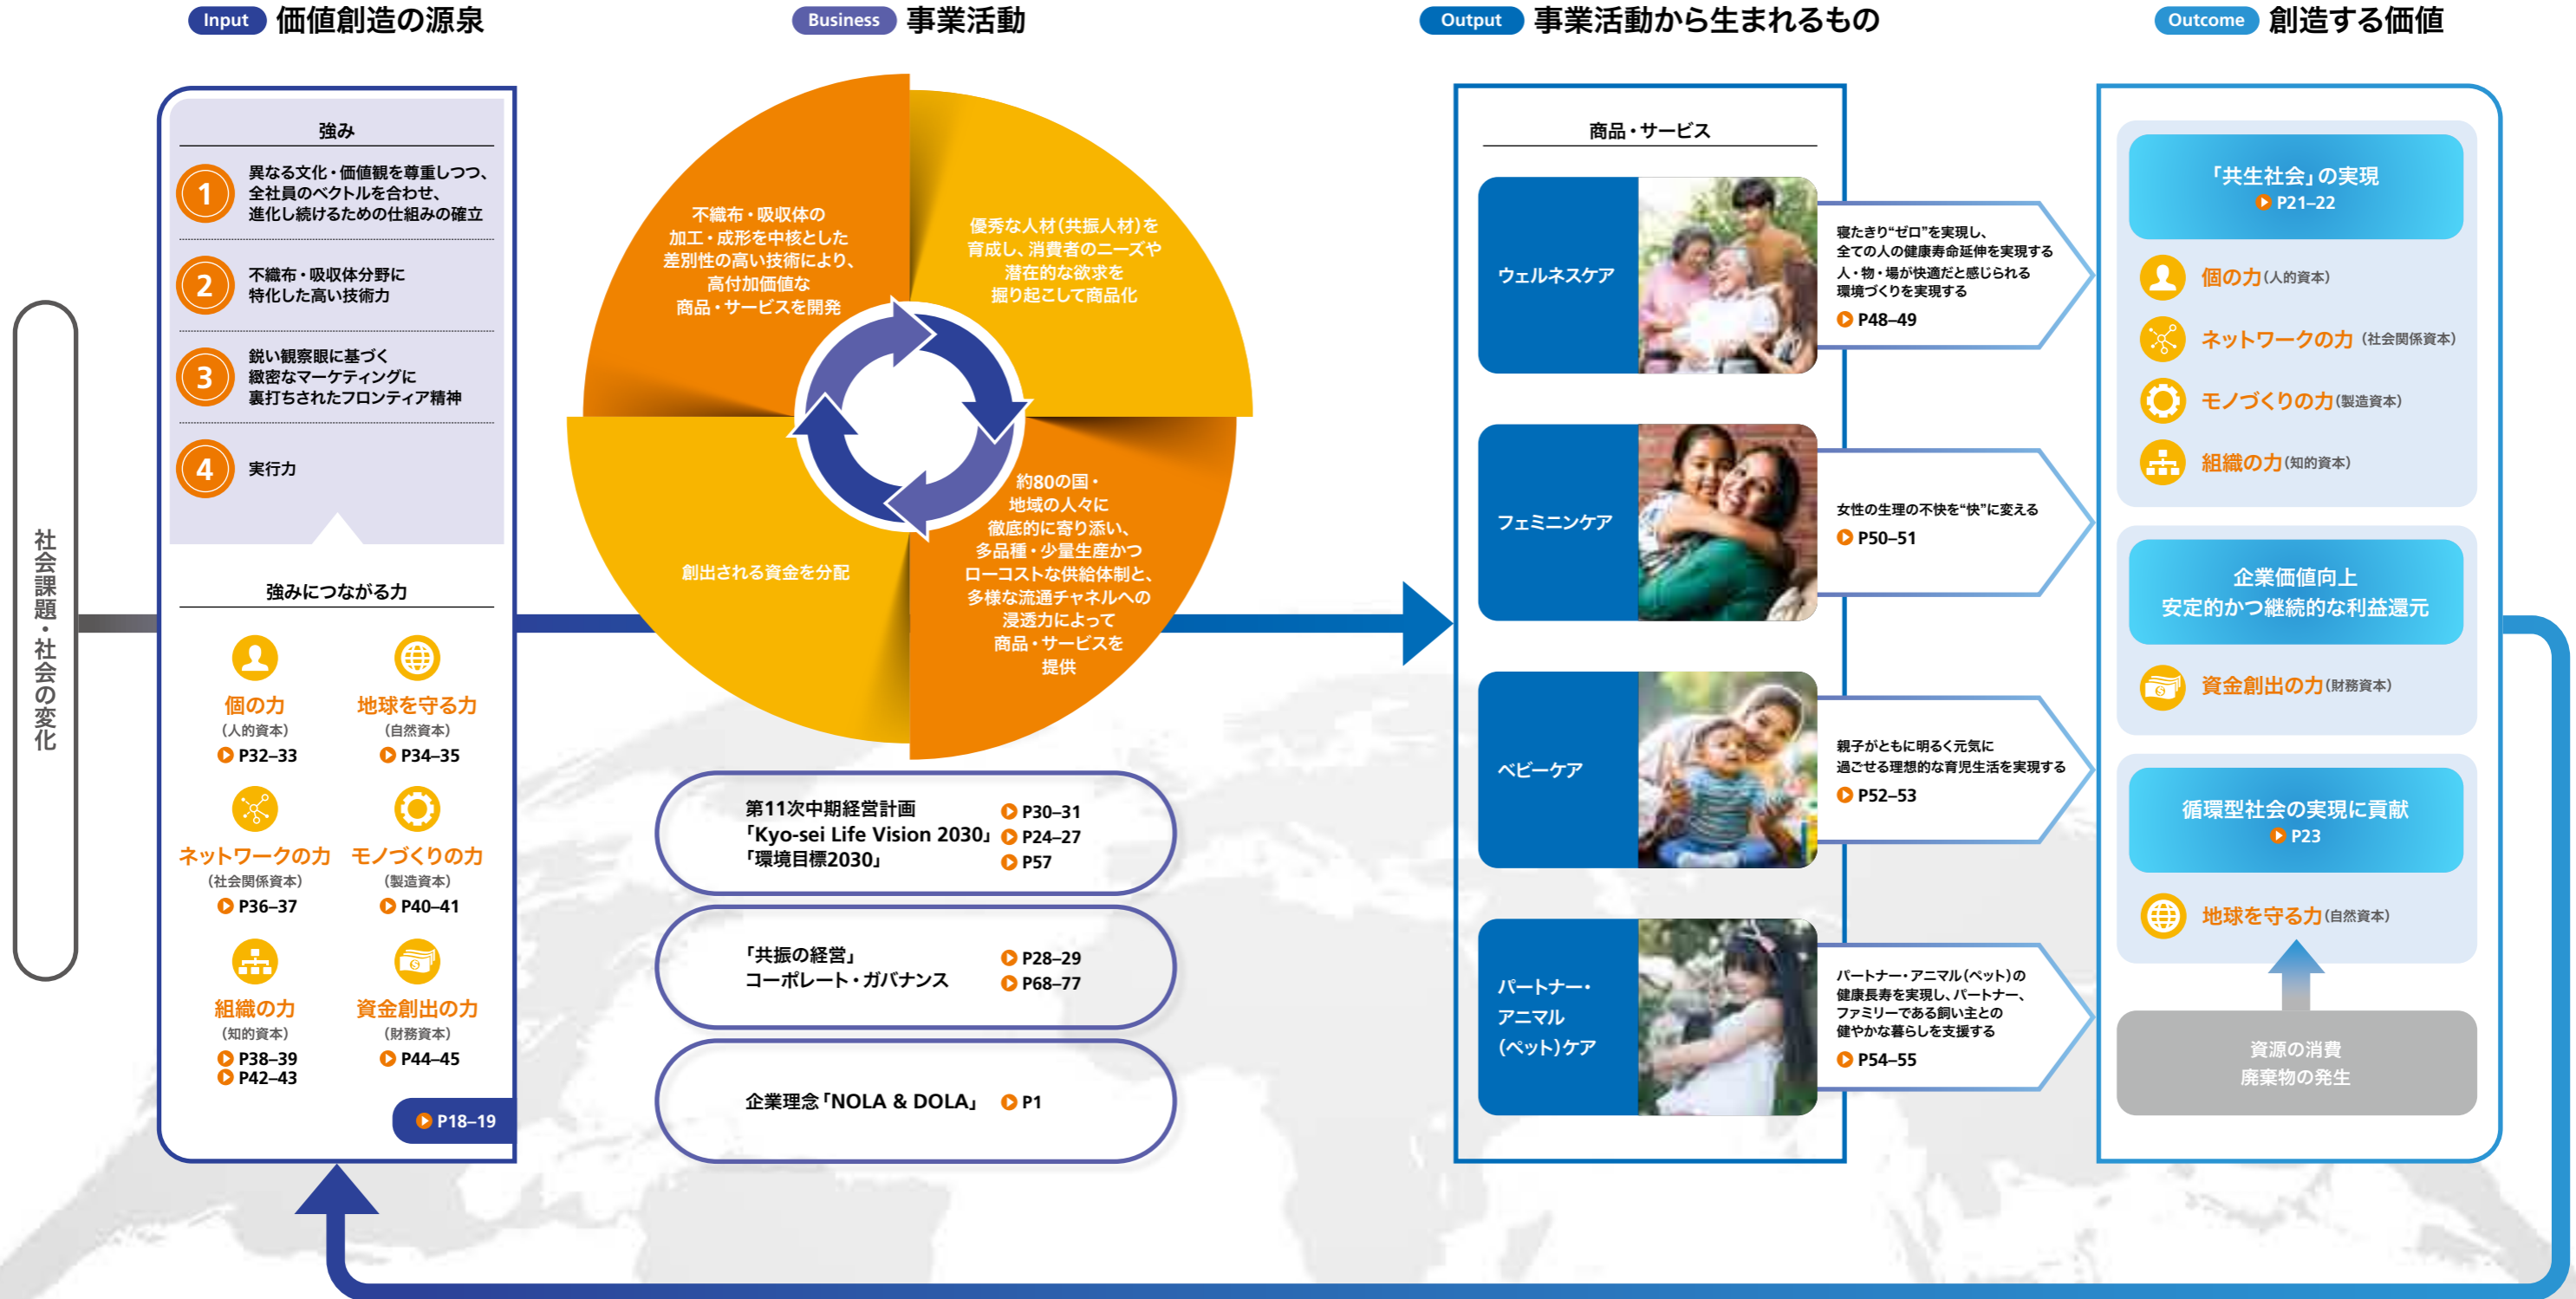 Input 価値創造の源泉
Business 事業活動
Output 事業活動から生まれるもの
Outcome 創造する価値
社会課題・社会の変化
強み
1
異なる文化・価値観を尊重しつつ、
全社員のベクトルを合わせ、
進化し続けるための仕組みの確立
2
不織布・吸収体分野に
特化した高い技術力
3
鋭い観察眼に基づく
緻密なマーケティングに
裏打ちされたフロンティア精神
4
実行力
強みにつながる力
個の力
(人的資本)
P32–33
地球を守る力
(自然資本)
P34–35
ネットワークの力
(社会関係資本)
P36–37
モノづくりの力
(製造資本)
P40–41
組織の力
(知的資本)
P38–39
P42–43
資金創出の力
(財務資本)
P44–45
P18–19
不織布・吸収体の
加工・成形を中核とした
差別性の高い技術により、
高付加価値な
商品・サービスを開発
優秀な人材(共振人材)を
育成し、消費者のニーズや
潜在的な欲求を
掘り起こして商品化
約80の国・
地域の人々に
徹底的に寄り添い、
多品種・少量生産かつ
ローコストな供給体制と、
多様な流通チャネルへの
浸透力によって
商品・サービスを
提供
創出される資金を分配
第11次中期経営計画 P30–31
「Kyo-sei Life Vision 2030」 P24–27
「環境目標2030」 P57
「共振の経営」 P28–29
コーポレート・ガバナンス P68–77
企業理念「NOLA & DOLA」 P1
商品・サービス
ウェルネスケア
寝たきり“ゼロ”を実現し、
全ての人の健康寿命延伸を実現する
人・物・場が快適だと感じられる
環境づくりを実現する
P48–49
フェミニンケア
女性の生理の不快を“快”に変える
P50–51
ベビーケア
親子がともに明るく元気に
過ごせる理想的な育児生活を実現する
P52–53
パートナー・
アニマル
(ペット)ケア
パートナー・アニマル(ペット)の
健康長寿を実現し、パートナー、
ファミリーである飼い主との
健やかな暮らしを支援する
P54–55
「共生社会」の実現
P21–22
個の力(人的資本)
ネットワークの力(社会関係資本)
モノづくりの力(製造資本)
組織の力(知的資本)
企業価値向上
安定的かつ継続的な利益還元
資金創出の力(財務資本)
循環型社会の実現に貢献
P23
地球を守る力(自然資本)
資源の消費
廃棄物の発生